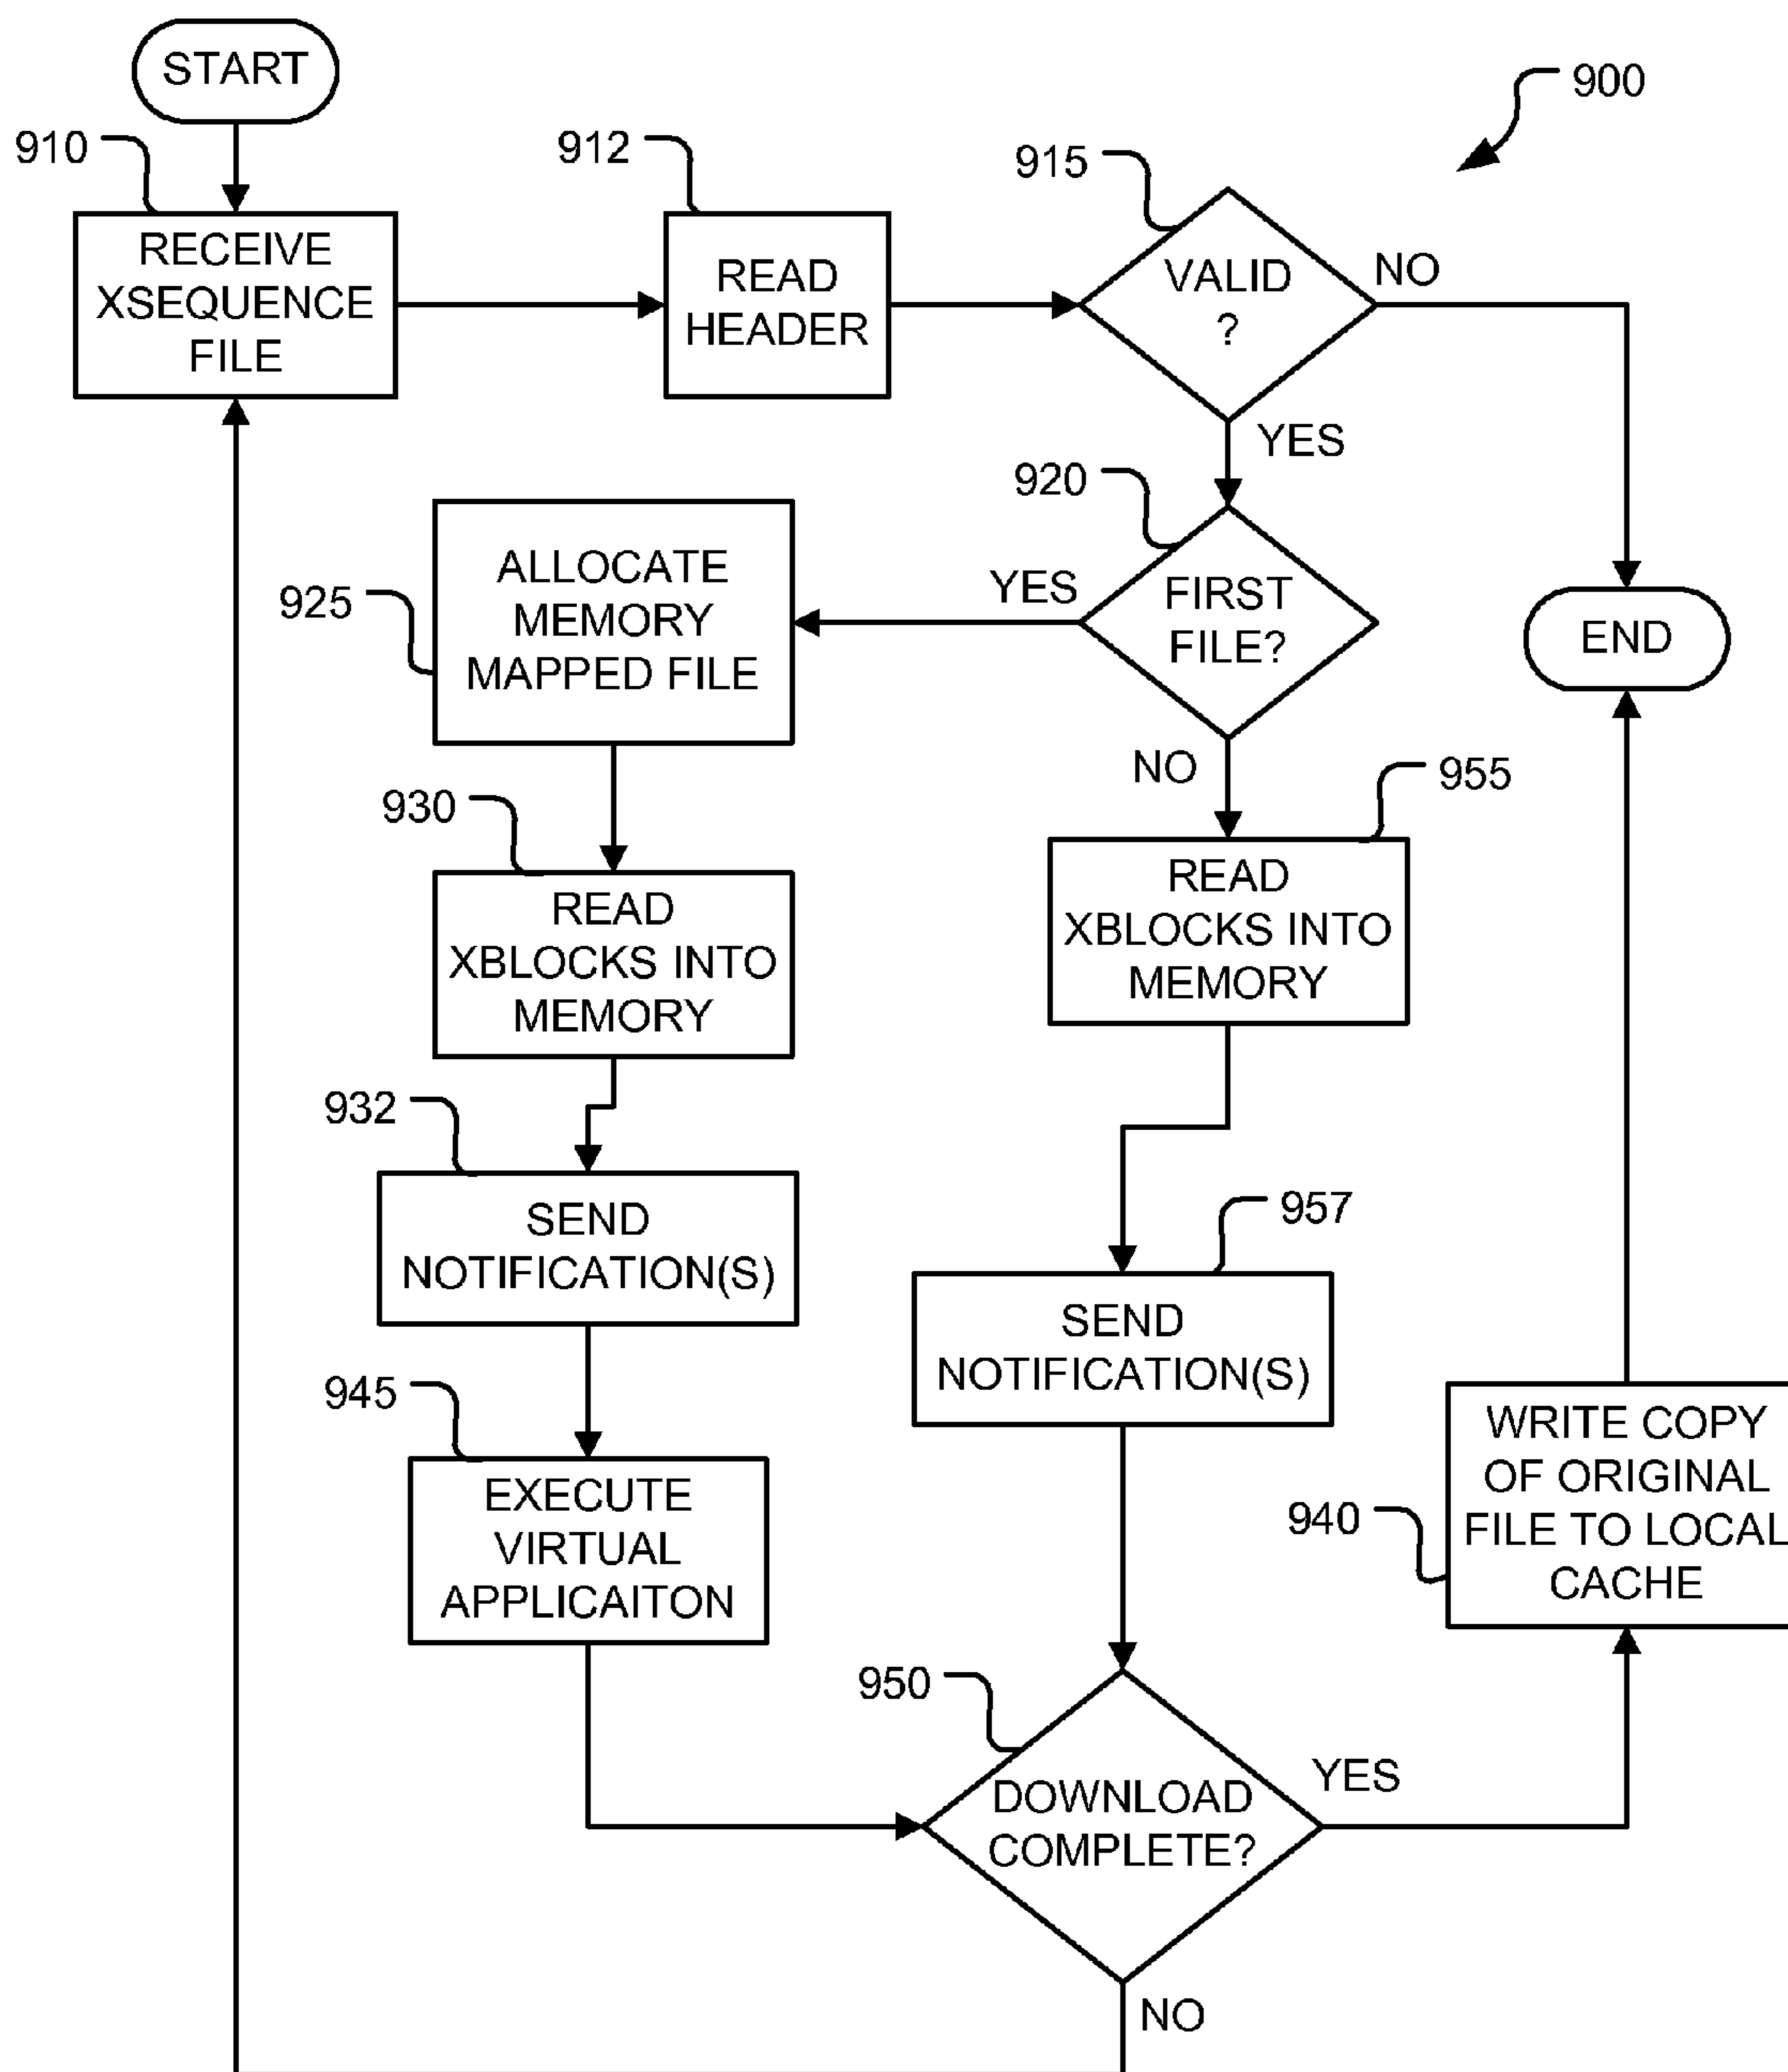 START
900
910
912
915
RECEIVE
XSEQUENCE
FILE
READ
HEADER
VALID
?
NO
YES
920
ALLOCATE
MEMORY
MAPPED FILE
925
YES
FIRST
FILE?
END
NO
930
955
READ
XBLOCKS INTO
MEMORY
READ
XBLOCKS INTO
MEMORY
932
SEND
NOTIFICATION(S)
957
SEND
NOTIFICATION(S)
945
EXECUTE
VIRTUAL
APPLICAITON
940
WRITE COPY
OF ORIGINAL
FILE TO LOCAL
CACHE
950
DOWNLOAD
COMPLETE?
YES
NO